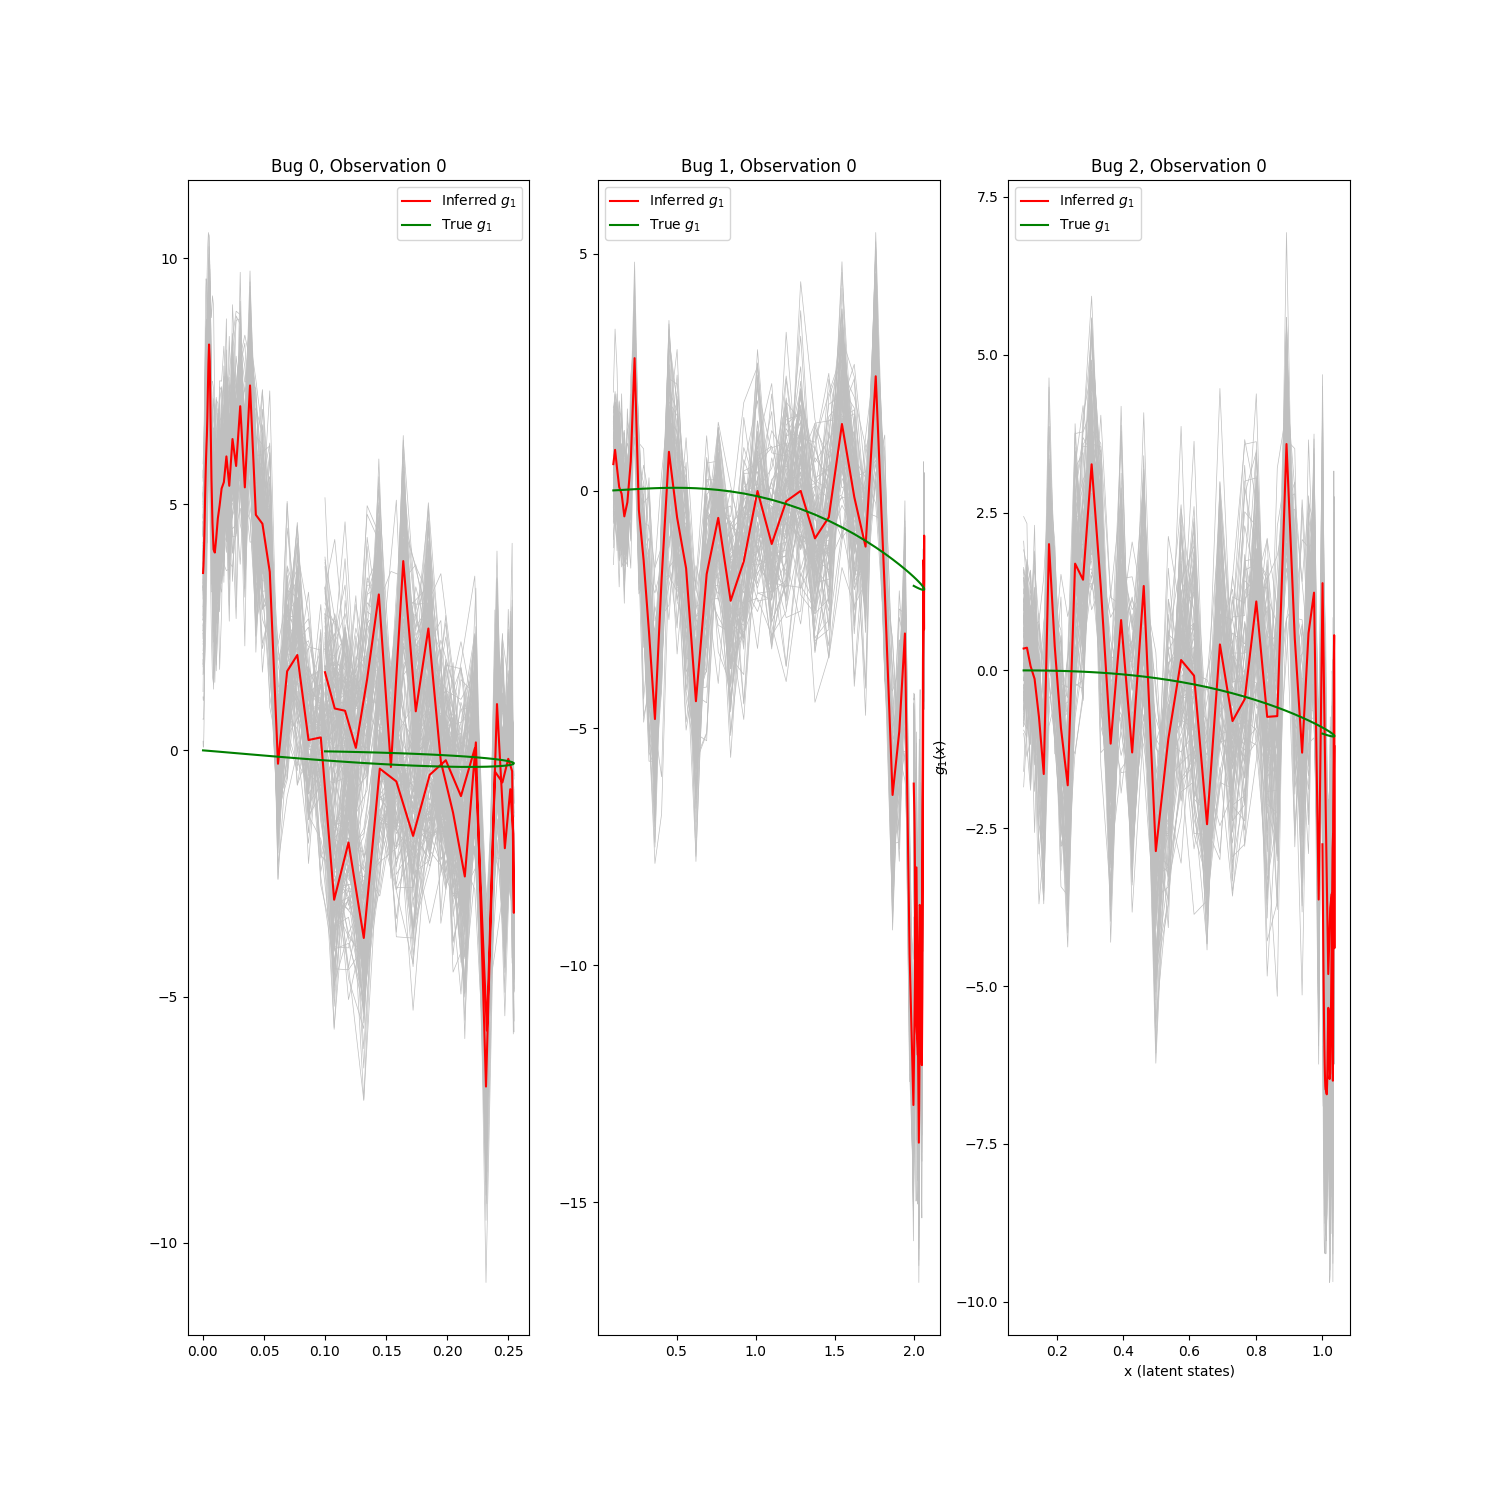 Bug 0, Observation 0
Inferred g₁
True g₁
10
5
0
−5
−10
0.00 0.05 0.10 0.15 0.20 0.25
Bug 1, Observation 0
Inferred g₁
True g₁
5
0
−5
−10
−15
0.5 1.0 1.5 2.0
Bug 2, Observation 0
Inferred g₁
True g₁
g₁(x)
7.5
5.0
2.5
0.0
−2.5
−5.0
−7.5
−10.0
0.2 0.4 0.6 0.8 1.0
x (latent states)